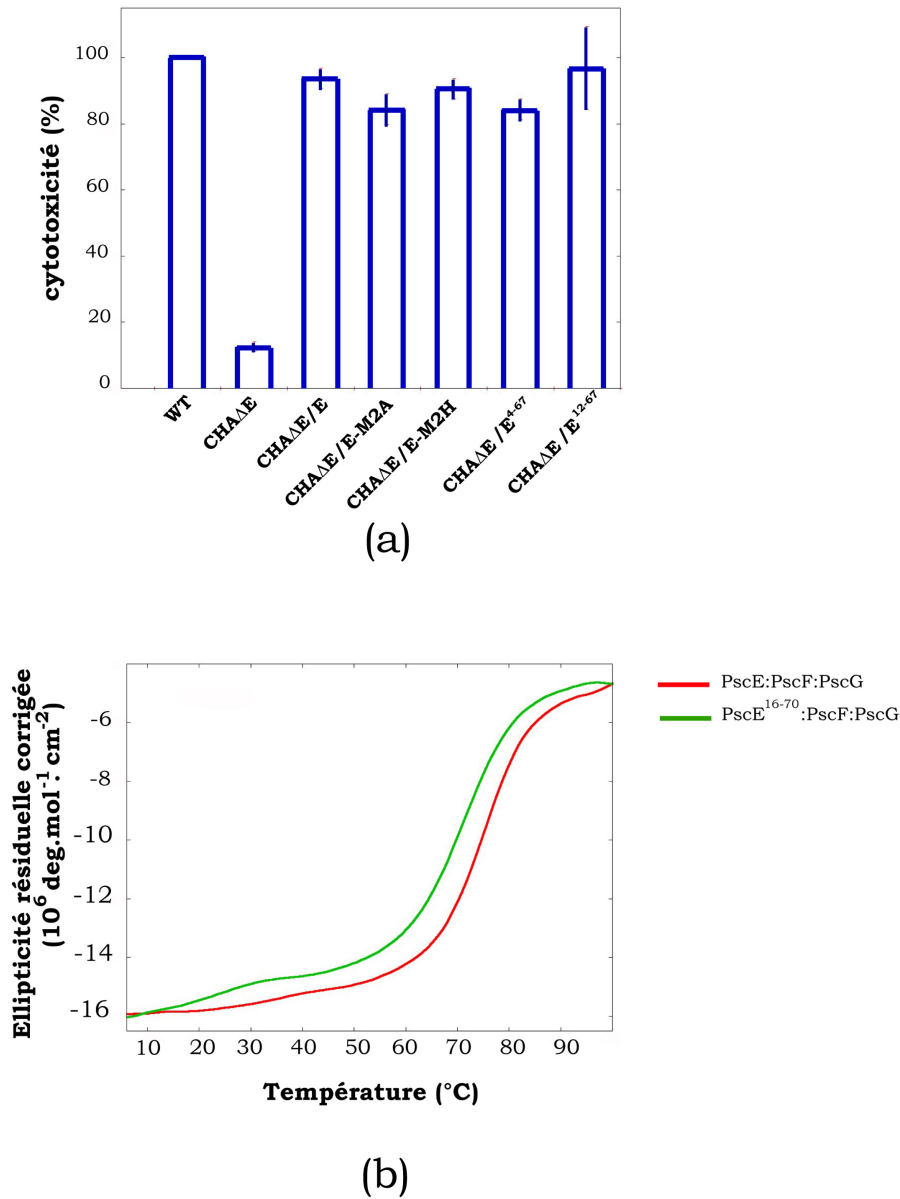 100
80
60
40
20
0
cytotoxicité (%)
WT
CHAΔE
CHAΔE/E
CHAΔE/E-M2A
CHAΔE/E-M2H
CHAΔE/E⁴⁻⁶⁷
CHAΔE/E¹²⁻⁶⁷
(a)
Ellipticité résiduelle corrigée
(10⁶ deg.mol⁻¹.cm⁻²)
-6
-8
-10
-12
-14
-16
10 20 30 40 50 60 70 80 90
Température (°C)
PscE:PscF:PscG
PscE¹⁶⁻⁷⁰:PscF:PscG
(b)